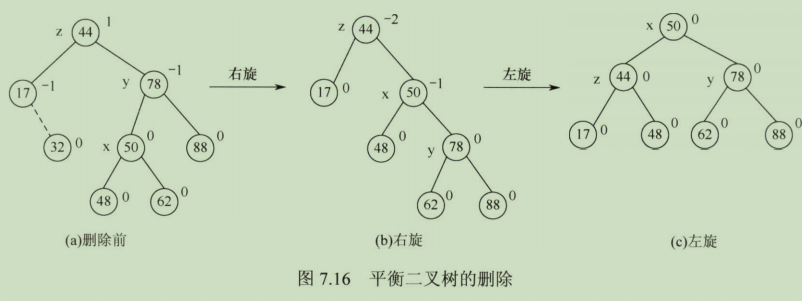 z 44 1
17 -1
y 78 -1
32 0
x 50 0
88 0
48 0
62 0
右旋
z 44 -2
17 0
x 50 -1
48 0
y 78 0
62 0
88 0
左旋
x 50 0
z 44 0
y 78 0
17 0
48 0
62 0
88 0
(a)删除前
(b)右旋
(c)左旋
图 7.16 平衡二叉树的删除